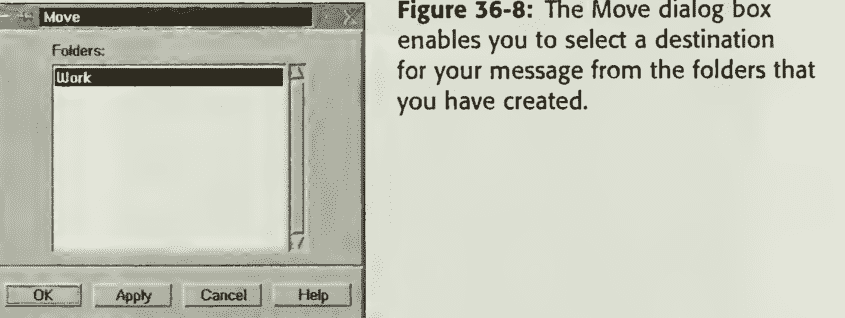 Move
Folders:
Work
OK
Apply
Cancel
Help
Figure 36-8: The Move dialog box
enables you to select a destination
for your message from the folders that
you have created.